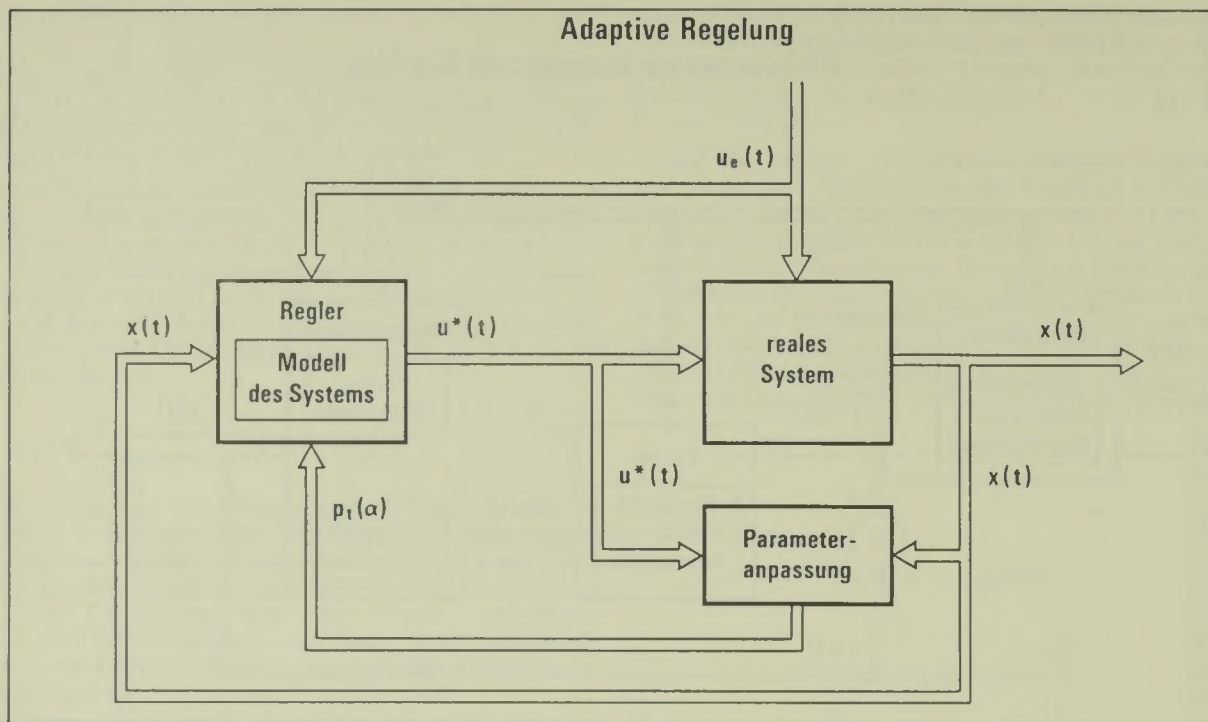 Adaptive Regelung
uₑ(t)
Regler
Modell
des Systems
x(t)
u*(t)
reales
System
x(t)
u*(t)
x(t)
pₜ(α)
Parameter-
anpassung